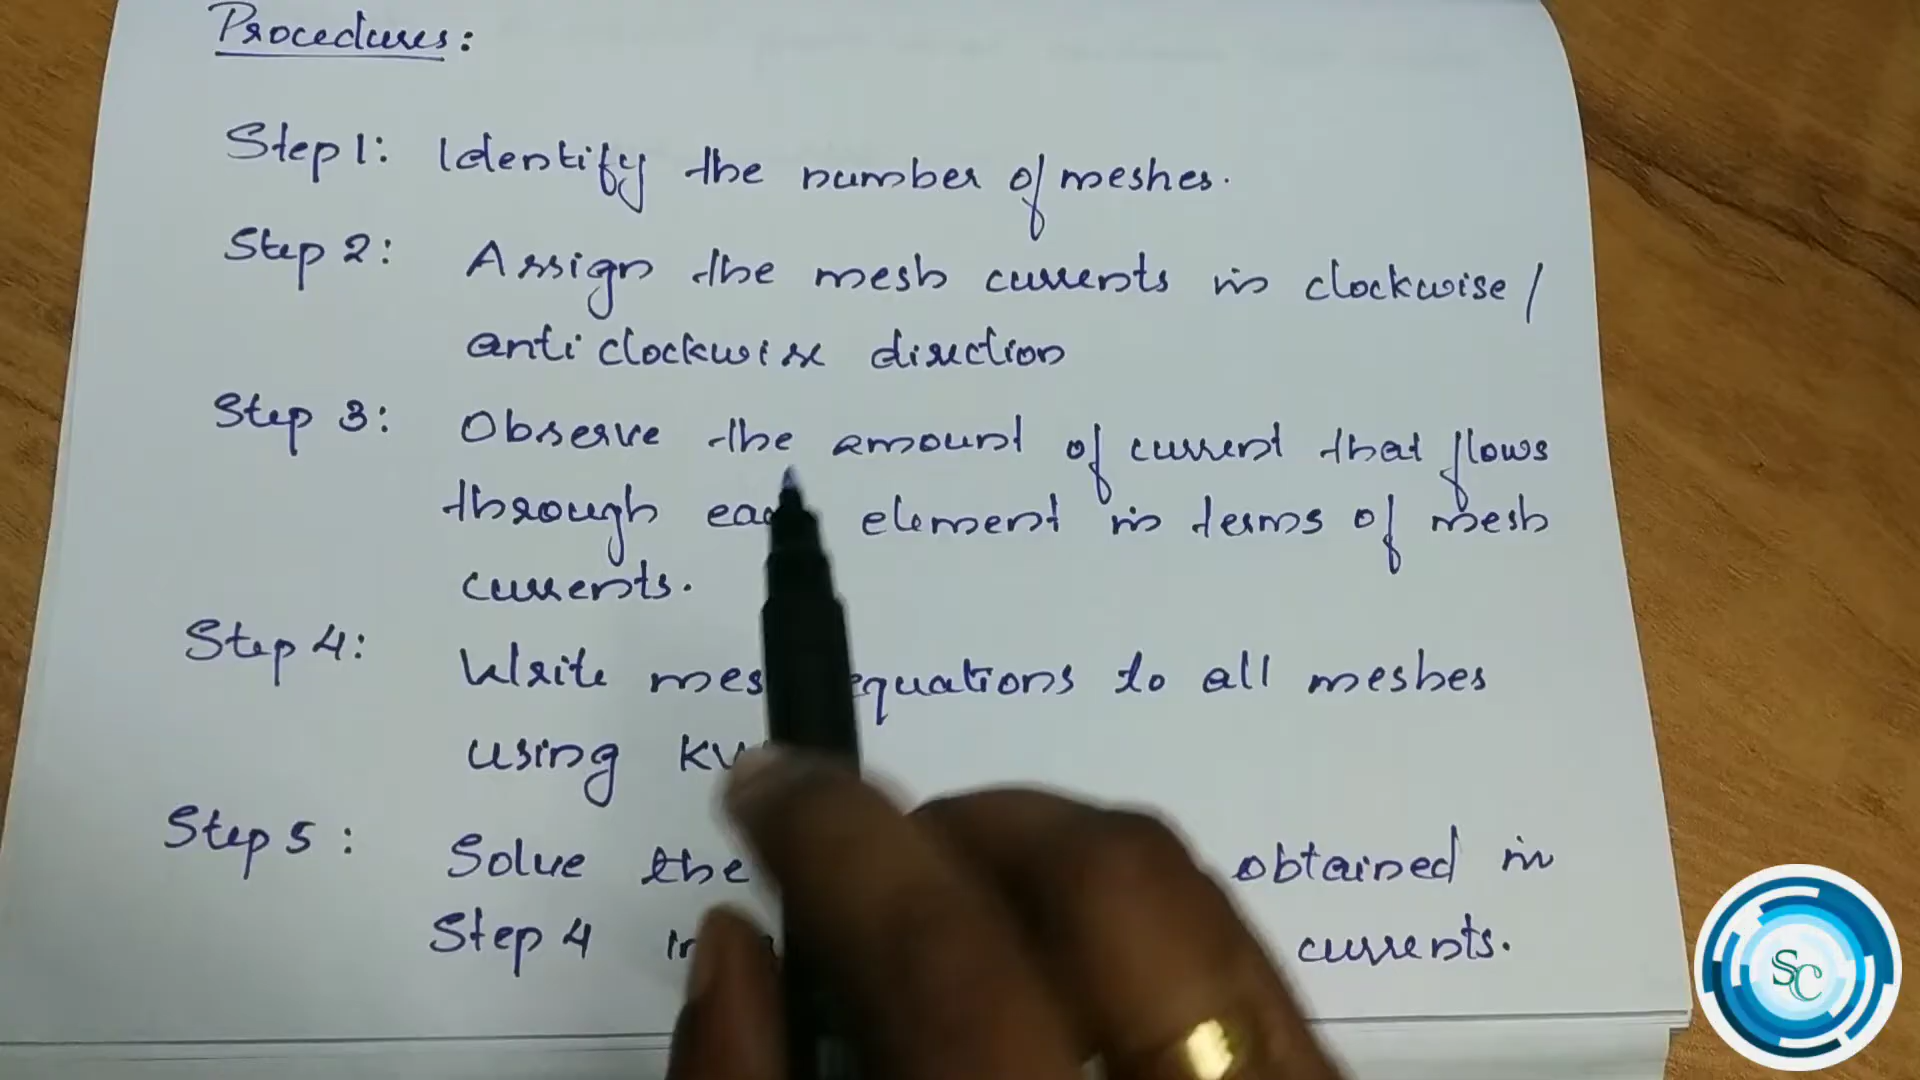 Procedures:
Step 1: Identify the number of meshes.
Step 2: Assign the mesh currents in clockwise/
anti clockwise direction
Step 3: Observe the amount of current that flows
through element in terms of mesh
currents.
Step 4: Write equations to all meshes
using
Step 5: Solve the obtained in
Step 4 currents.
SC